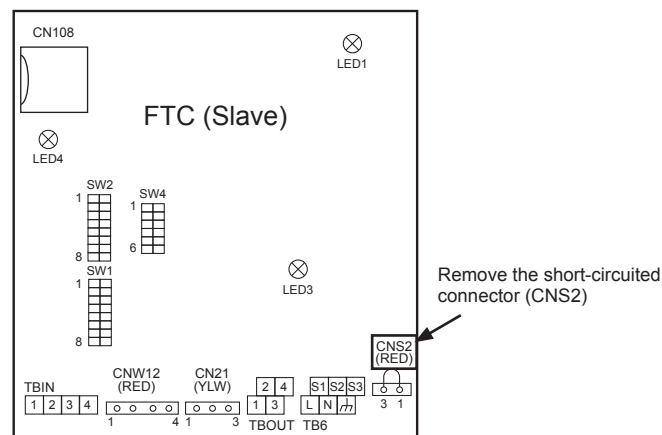 CN108
LED1
FTC (Slave)
LED4
SW2
1
8
SW4
1
6
SW1
1
8
LED3
Remove the short-circuited
connector (CNS2)
CNS2
(RED)
3 1
TBIN
1 2 3 4
CNW12
(RED)
1 4
CN21
(YLW)
1 3
2 4
1 3
TBOUT
S1 S2 S3
L N
TB6